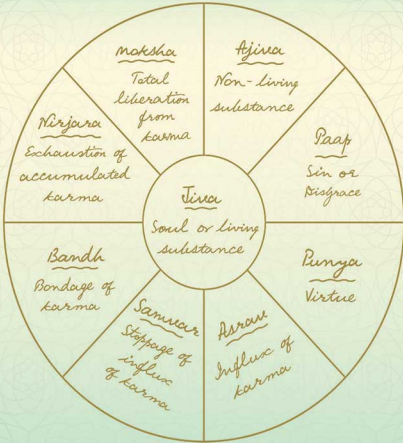 Moksha
Total
liberation
from
karma
Ajiva
Non-living
substance
Paap
Sin or
Disgrace
Punya
Virtue
Asrav
Influx of
karma
Samvar
Stoppage of
influx
of karma
Bandh
Bondage of
karma
Nirjara
Exhaustion of
accumulated
karma
Jiva
Soul or living
substance